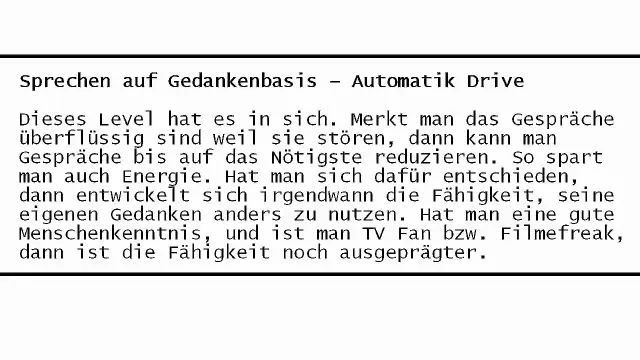 Sprechen auf Gedankenbasis – Automatik Drive
Dieses Level hat es in sich. Merkt man das Gespräche
überflüssig sind weil sie stören, dann kann man
Gespräche bis auf das Nötigste reduzieren. So spart
man auch Energie. Hat man sich dafür entschieden,
dann entwickelt sich irgendwann die Fähigkeit, seine
eigenen Gedanken anders zu nutzen. Hat man eine gute
Menschenkenntnis, und ist man TV Fan bzw. Filmefreak,
dann ist die Fähigkeit noch ausgeprägter.